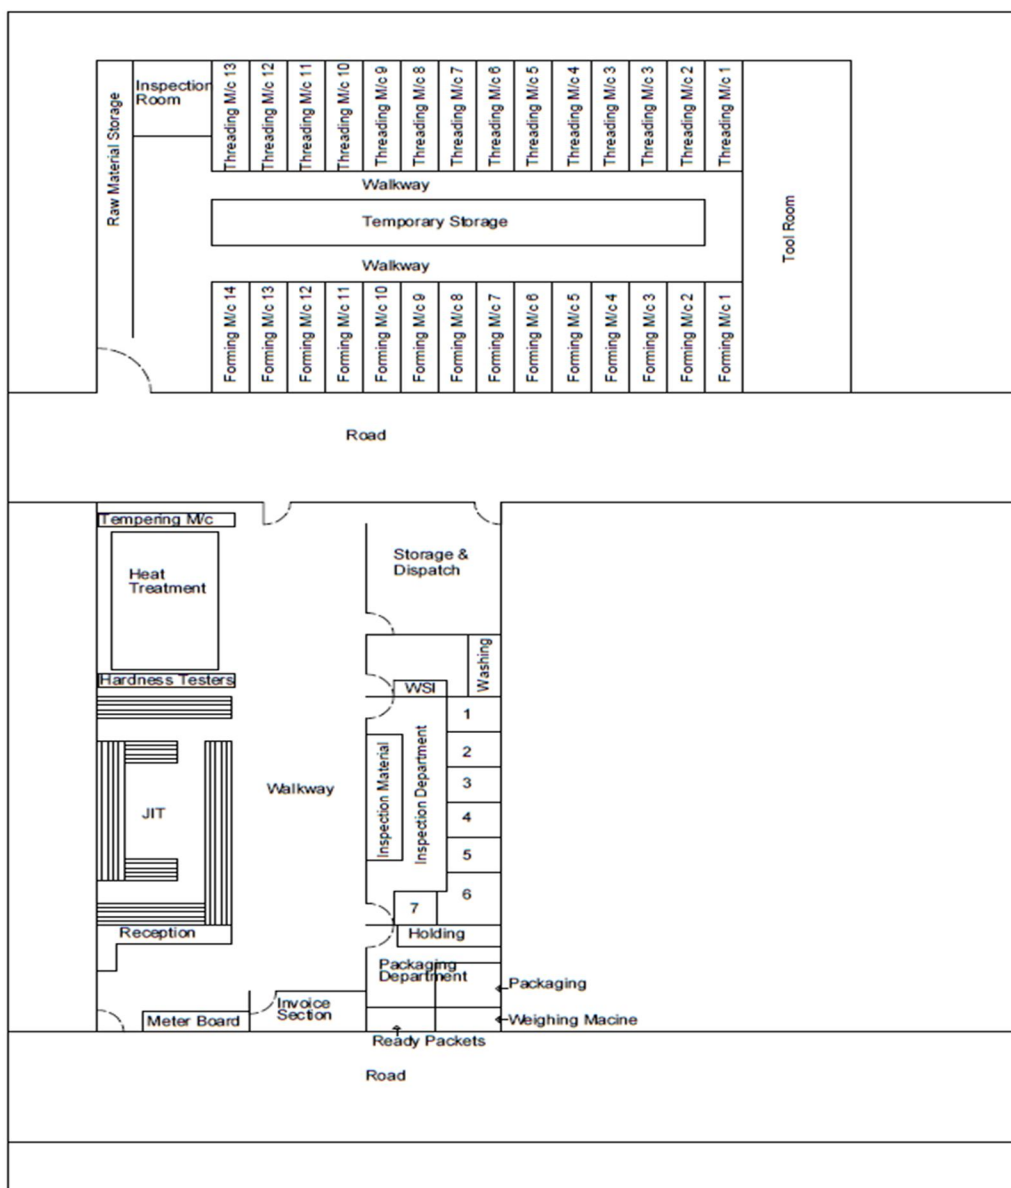 Raw Material Storage
Inspection
Room
Threading M/c 13
Threading M/c 12
Threading M/c 11
Threading M/c 10
Threading M/c 9
Threading M/c 8
Threading M/c 7
Threading M/c 6
Threading M/c 5
Threading M/c 4
Threading M/c 3
Threading M/c 3
Threading M/c 2
Threading M/c 1
Walkway
Temporary Storage
Tool Room
Walkway
Forming M/c 14
Forming M/c 13
Forming M/c 12
Forming M/c 11
Forming M/c 10
Forming M/c 9
Forming M/c 8
Forming M/c 7
Forming M/c 6
Forming M/c 5
Forming M/c 4
Forming M/c 3
Forming M/c 2
Forming M/c 1
Road
Tempering M/c
Heat
Treatment
Storage &
Dispatch
Washing
Hardness Testers
WSI
1
2
3
4
5
6
7
Inspection Material
Inspection Department
Walkway
JIT
Reception
Holding
Packaging
Department
Packaging
Invoice
Section
Meter Board
Weighing Macine
Ready Packets
Road